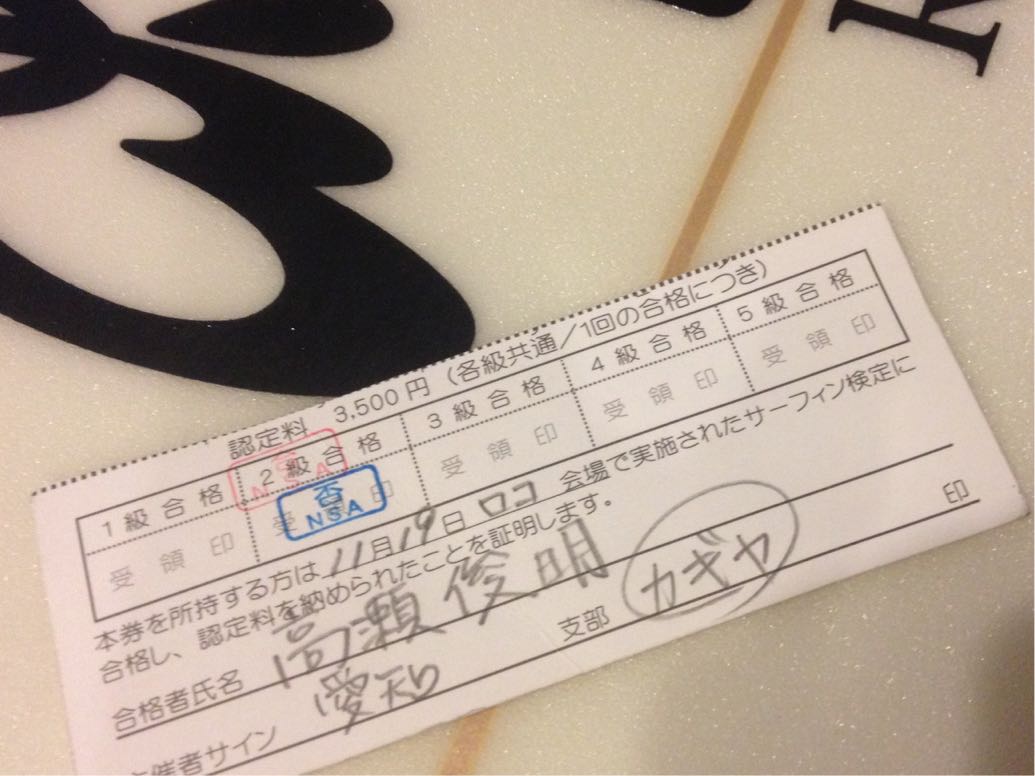 R
認定料 3,500円（各級共通/1回の合格につき）
1級合格 2級合格 3級合格 4級合格 5級合格
受領印 受領印 受領印 受領印 受領印
NSA
否
NSA
本券を所持する方は 11月19日 ロコ 会場で実施されたサーフィン検定に
合格し、認定料を納められたことを証明します。
合格者氏名 高瀬俊明
催者サイン 愛知 支部 カギヤ 印